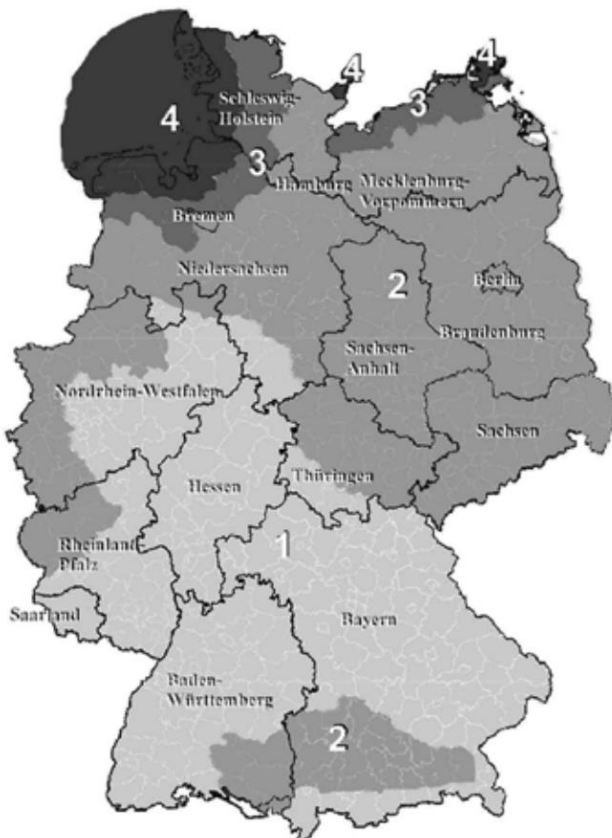 4
4
Schleswig-
Holstein
4
3
3
Hamburg
Mecklenburg-
Vorpommern
Bremen
Niedersachsen
2
Berlin
Brandenburg
Sachsen-
Anhalt
Nordrhein-Westfalen
Sachsen
Hessen
Thüringen
1
Rheinland-
Pfalz
Saarland
Bayern
Baden-
Württemberg
2